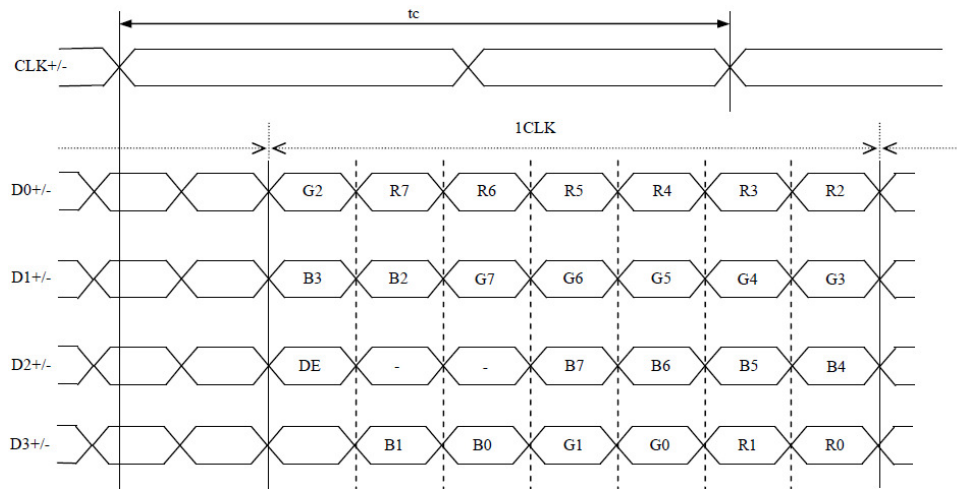 tc
CLK+/-
1CLK
D0+/- G2 R7 R6 R5 R4 R3 R2
D1+/- B3 B2 G7 G6 G5 G4 G3
D2+/- DE - - B7 B6 B5 B4
D3+/- B1 B0 G1 G0 R1 R0